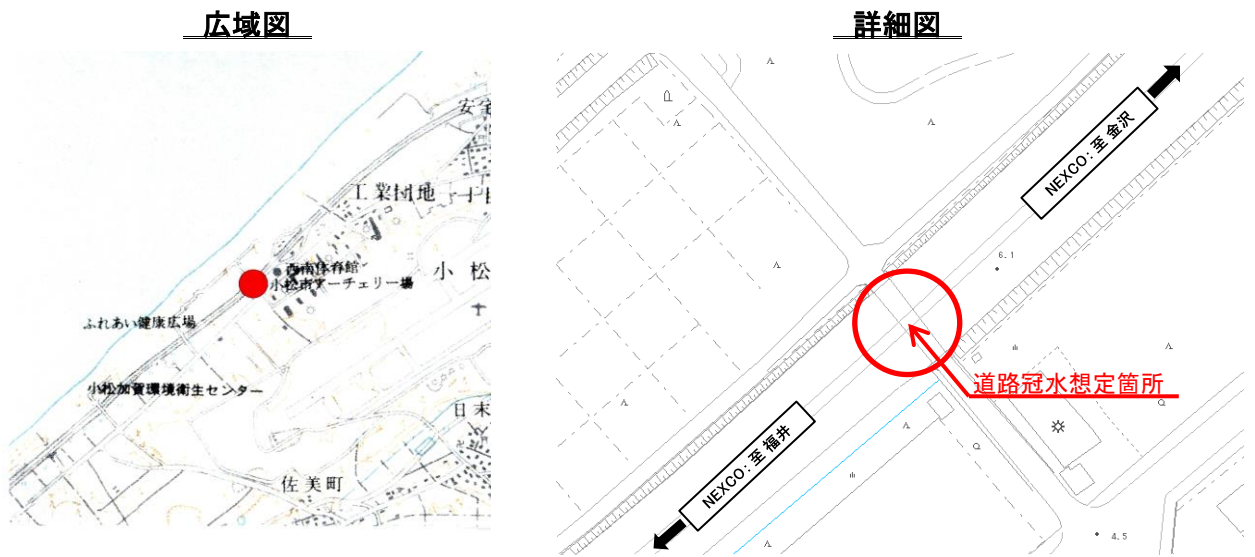 広域図
詳細図
安宅
工業団地
西南体育館
小松市アーチェリー場
小松
ふれあい健康広場
小松加賀環境衛生センター
日末
佐美町
NEXCO：至 金沢
6.1
道路冠水想定箇所
NEXCO：至 福井
4.5